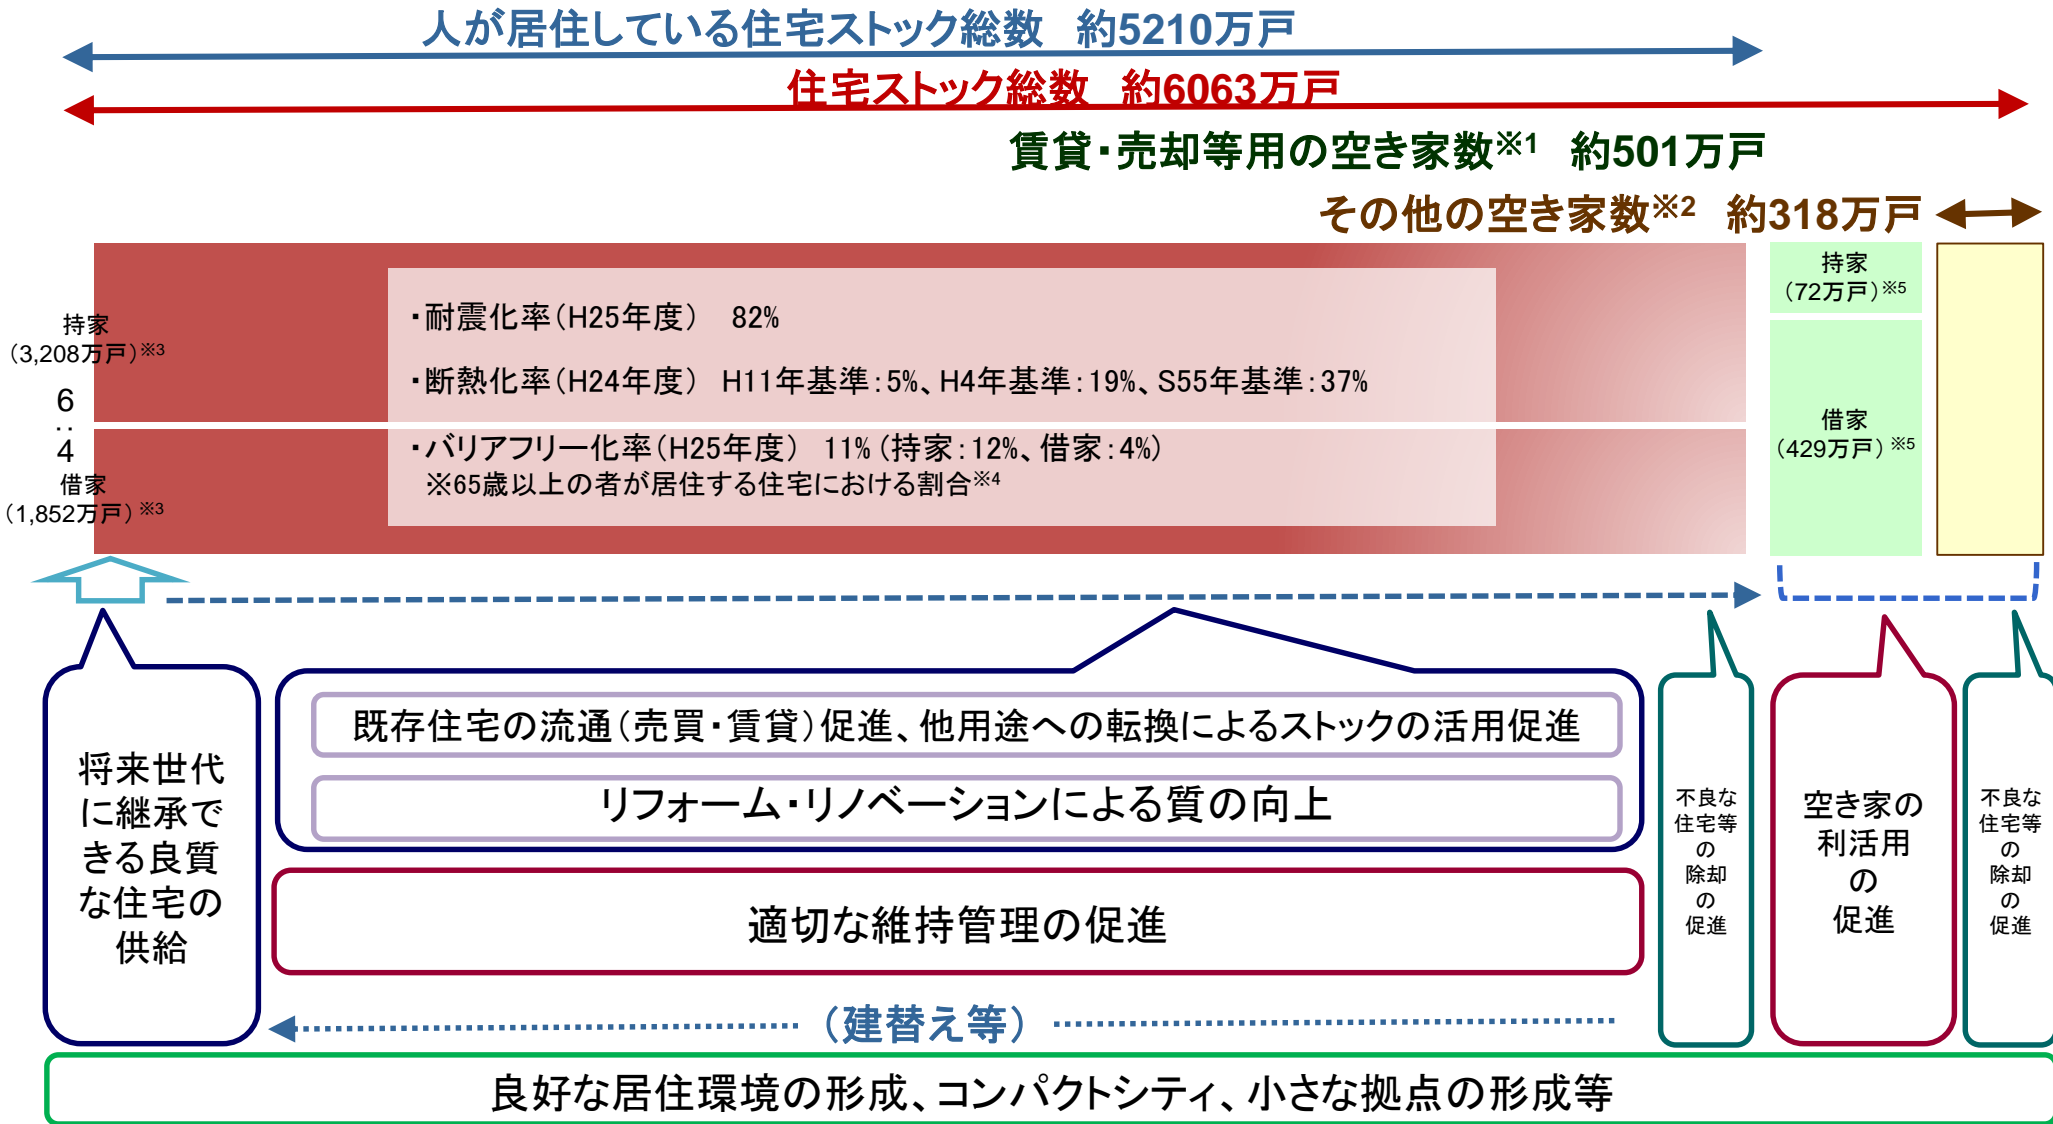 人が居住している住宅ストック総数　約5210万戸
住宅ストック総数　約6063万戸
賃貸・売却等用の空き家数※1　約501万戸
その他の空き家数※2　約318万戸
持家
（3,208万戸）※3
6
：
4
借家
（1,852万戸）※3
・耐震化率（H25年度）　82%
・断熱化率（H24年度）　H11年基準：5%、H4年基準：19%、S55年基準：37%
・バリアフリー化率（H25年度）　11%（持家：12%、借家：4%）
※65歳以上の者が居住する住宅における割合※4
持家
（72万戸）※5
借家
（429万戸）※5
将来世代
に継承で
きる良質
な住宅の
供給
既存住宅の流通（売買・賃貸）促進、他用途への転換によるストックの活用促進
リフォーム・リノベーションによる質の向上
適切な維持管理の促進
（建替え等）
不良な
住宅等
の
除却
の
促進
空き家の
利活用
の
促進
不良な
住宅等
の
除却
の
促進
良好な居住環境の形成、コンパクトシティ、小さな拠点の形成等